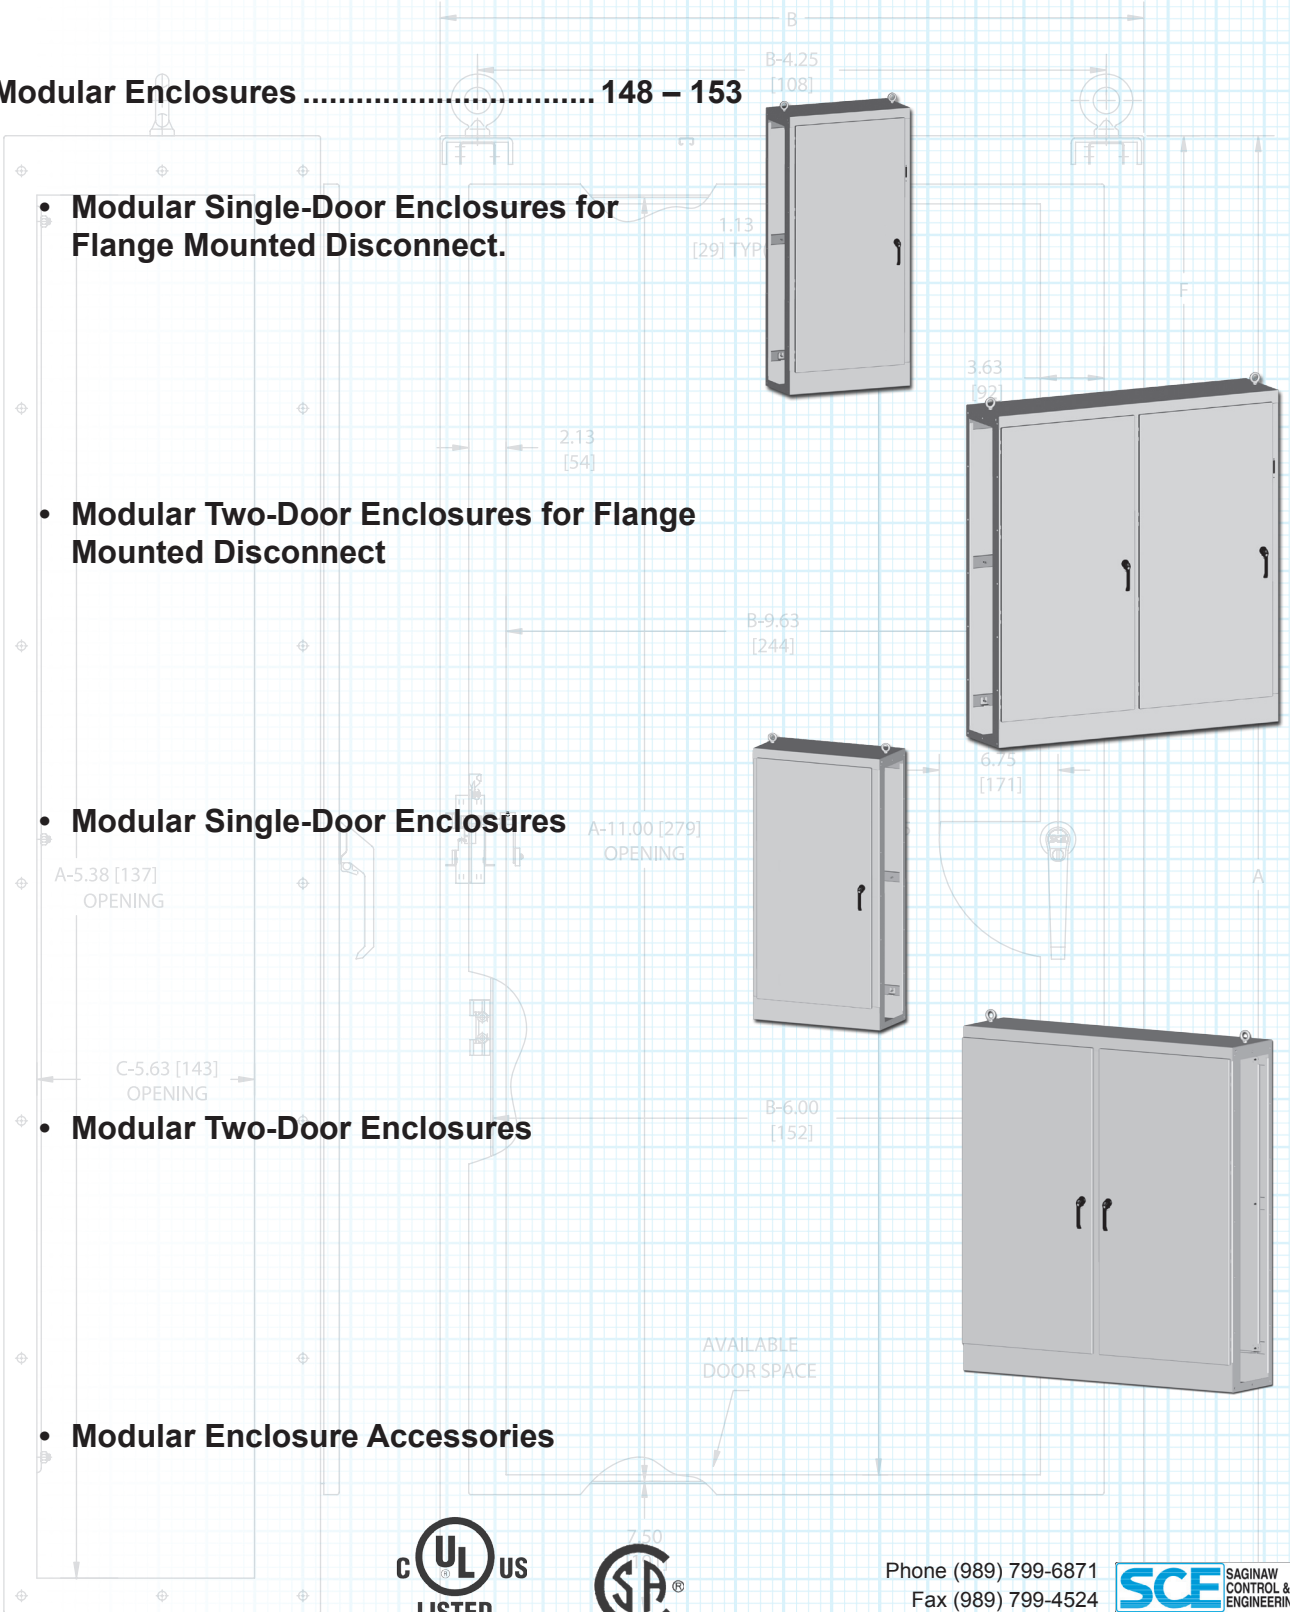 B
B-4.25
[108]
Modular Enclosures ................................. 148 – 153
• Modular Single-Door Enclosures for
Flange Mounted Disconnect.
1.13
[29] TYP
F
3.63
[92]
2.13
[54]
• Modular Two-Door Enclosures for Flange
Mounted Disconnect
B-9.63
[244]
6.75
[171]
• Modular Single-Door Enclosures
A-11.00 [279]
OPENING
A-5.38 [137]
OPENING
A
C-5.63 [143]
OPENING
B-6.00
[152]
• Modular Two-Door Enclosures
AVAILABLE
DOOR SPACE
• Modular Enclosure Accessories
7.50
C UL ® US
LISTED
®
Phone (989) 799-6871
Fax (989) 799-4524
SCE
SAGINAW
CONTROL &
ENGINEERIN